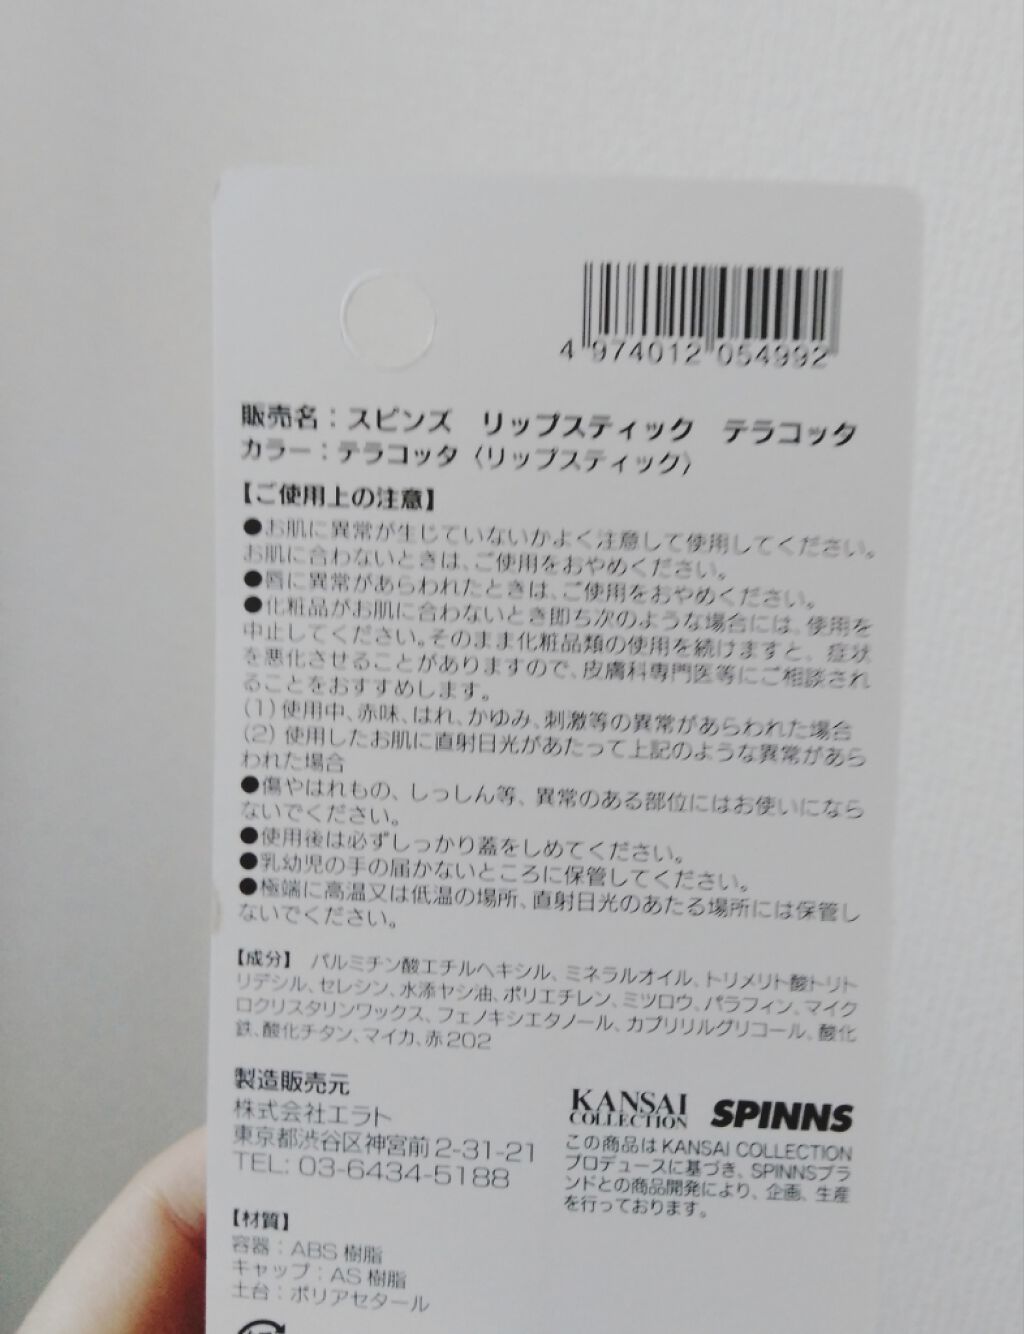 4 974012 054992
販売名：スピンズ　リップスティック　テラコッタ
カラー：テラコッタ〈リップスティック〉
【ご使用上の注意】
●お肌に異常が生じていないかよく注意して使用してください。
お肌に合わないときは、ご使用をおやめください。
●唇に異常があらわれたときは、ご使用をおやめください。
●化粧品がお肌に合わないとき即ち次のような場合には、使用を
中止してください。そのまま化粧品類の使用を続けますと、症状
を悪化させることがありますので、皮膚科専門医等にご相談され
ることをおすすめします。
(1) 使用中、赤味、はれ、かゆみ、刺激等の異常があらわれた場合
(2) 使用したお肌に直射日光があたって上記のような異常があら
われた場合
●傷やはれもの、しっしん等、異常のある部位にはお使いになら
ないでください。
●使用後は必ずしっかり蓋をしめてください。
●乳幼児の手の届かないところに保管してください。
●極端に高温又は低温の場所、直射日光のあたる場所には保管し
ないでください。
【成分】 パルミチン酸エチルヘキシル、ミネラルオイル、トリメリト酸トリト
リデシル、セレシン、水添ヤシ油、ポリエチレン、ミツロウ、パラフィン、マイク
ロクリスタリンワックス、フェノキシエタノール、カプリリルグリコール、酸化
鉄、酸化チタン、マイカ、赤202
製造販売元
株式会社エラト
東京都渋谷区神宮前2-31-21
TEL: 03-6434-5188
【材質】
容器：ABS 樹脂
キャップ：AS 樹脂
土台：ポリアセタール
KANSAI
COLLECTION
SPINNS
この商品は KANSAI COLLECTION
プロデュースに基づき、SPINNSブラ
ンドとの商品開発により、企画、生産
を行っております。